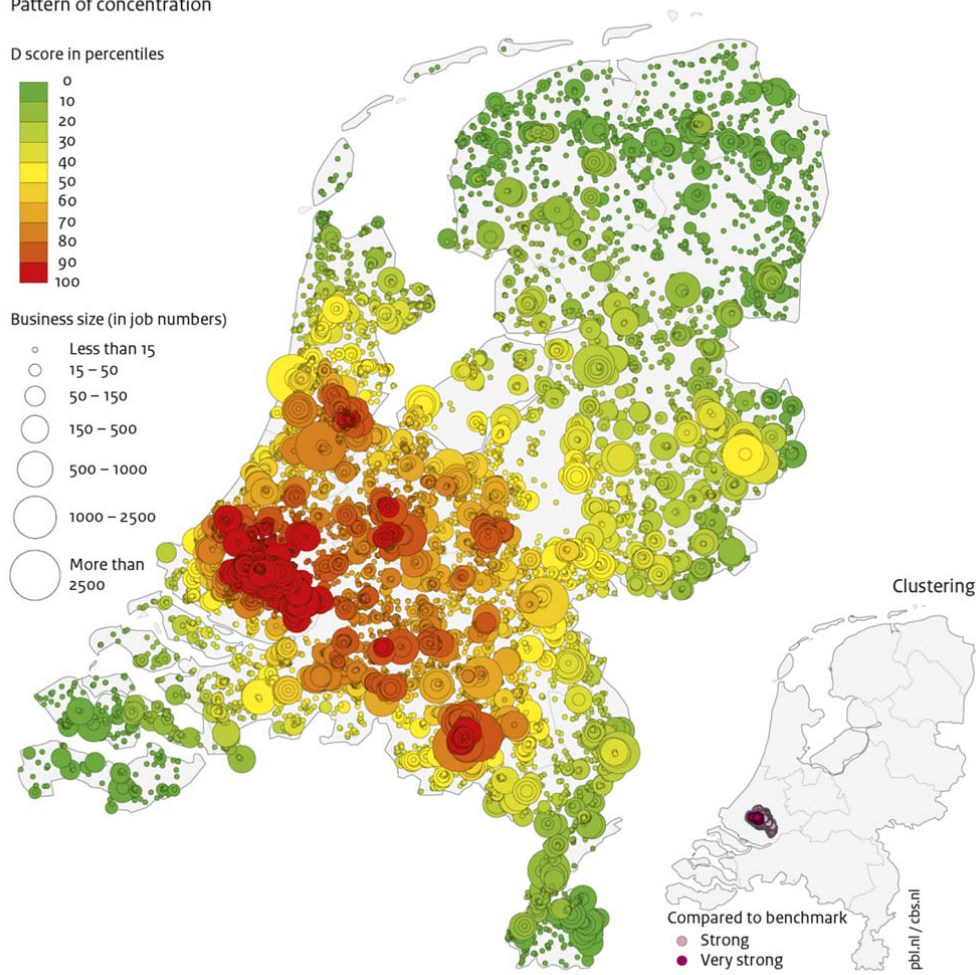 Pattern of concentration
D score in percentiles
0
10
20
30
40
50
60
70
80
90
100
Business size (in job numbers)
Less than 15
15 – 50
50 – 150
150 – 500
500 – 1000
1000 – 2500
More than
2500
Clustering
Compared to benchmark
Strong
Very strong
pbl.nl / cbs.nl